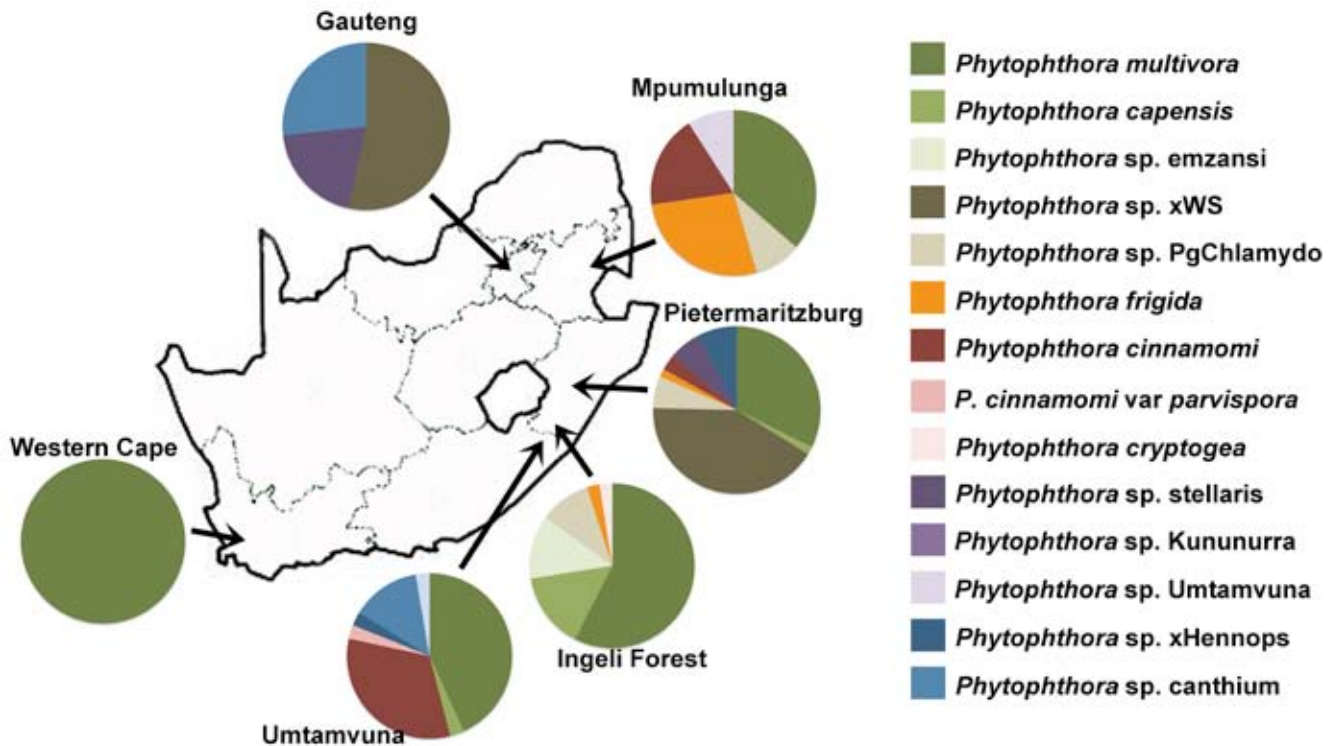 Gauteng
Mpumulunga
Pietermaritzburg
Western Cape
Ingeli Forest
Umtamvuna
Phytophthora multivora
Phytophthora capensis
Phytophthora sp. emzansi
Phytophthora sp. xWS
Phytophthora sp. PgChlamydo
Phytophthora frigida
Phytophthora cinnamomi
P. cinnamomi var parvispora
Phytophthora cryptogea
Phytophthora sp. stellaris
Phytophthora sp. Kununurra
Phytophthora sp. Umtamvuna
Phytophthora sp. xHennops
Phytophthora sp. canthium